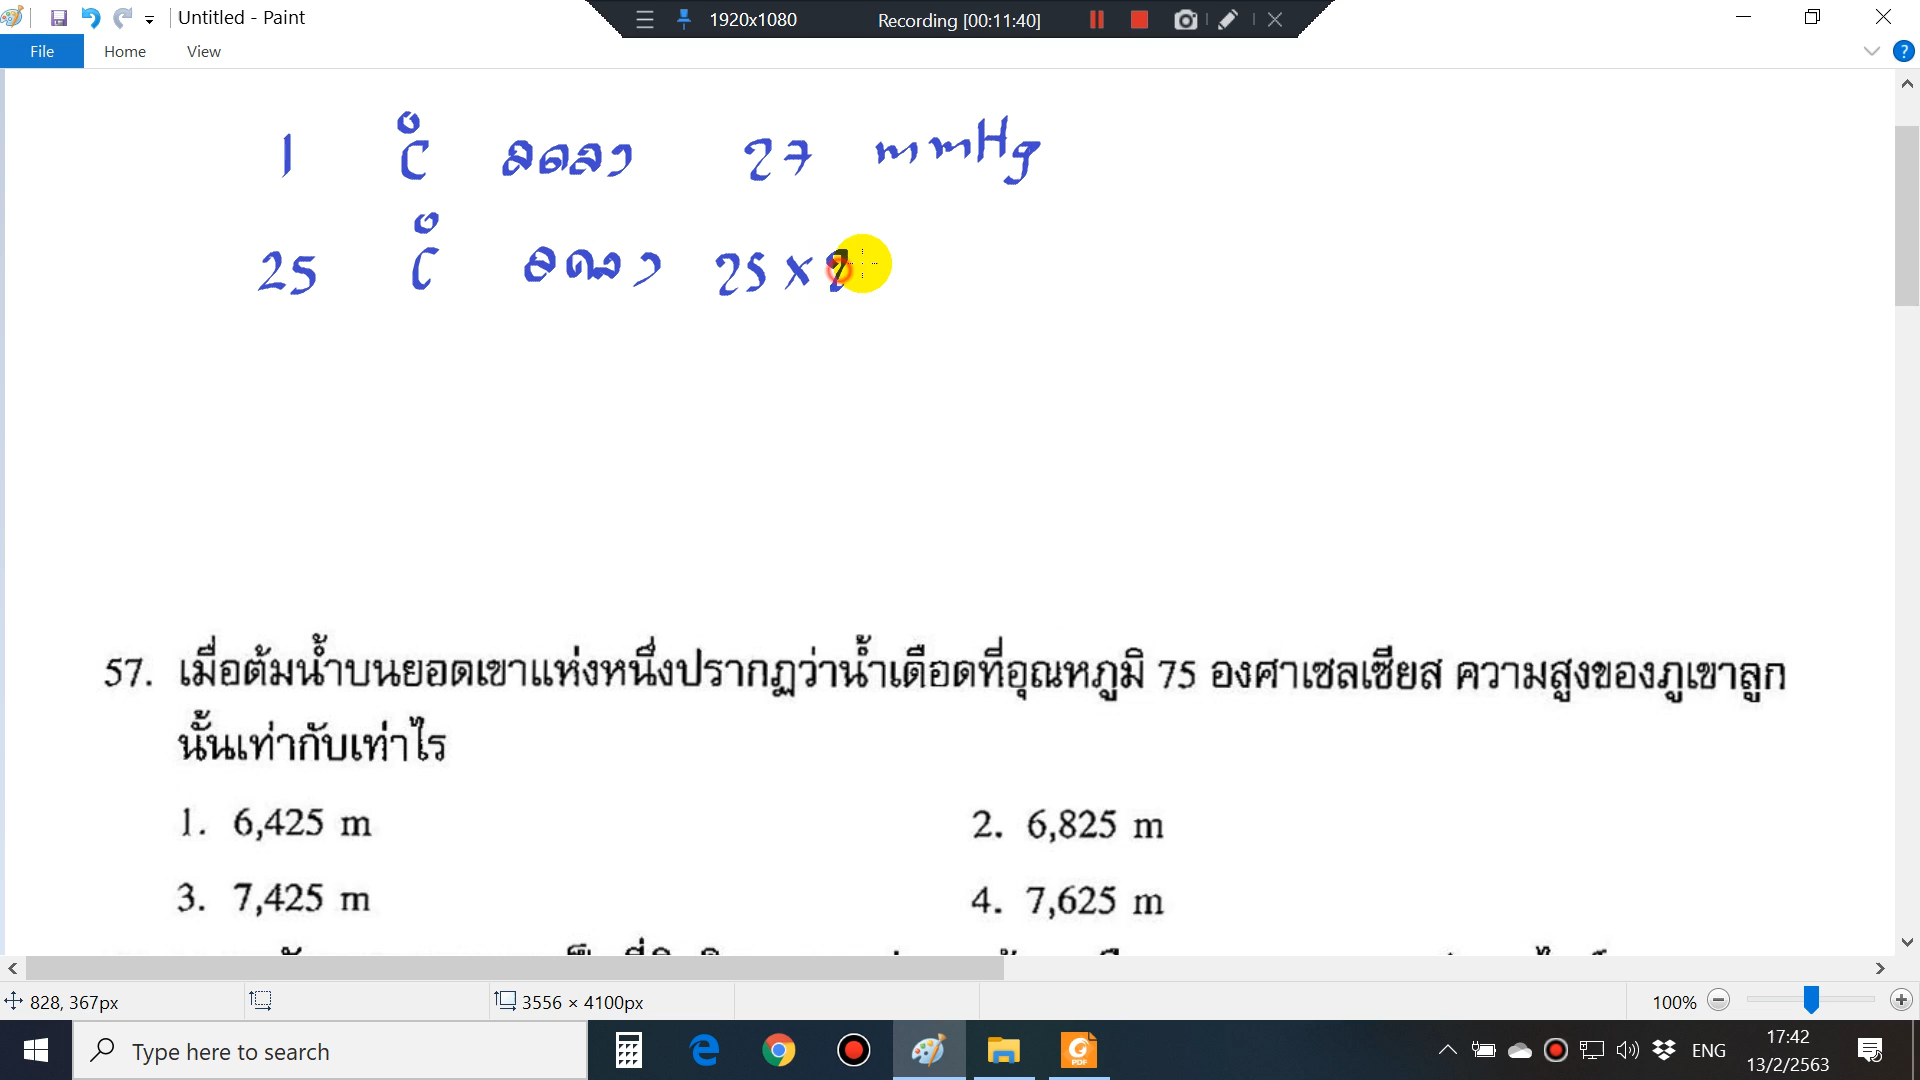 Untitled - Paint
1920x1080
Recording [00:11:40]
File Home View
1 °C ลดลง 27 mmHg
25 °C ลดลง 25 × 2
57. เมื่อต้มน้ำบนยอดเขาแห่งหนึ่งปรากฏว่าน้ำเดือดที่อุณหภูมิ 75 องศาเซลเซียส ความสูงของภูเขาลูก
นั้นเท่ากับเท่าไร
1. 6,425 m 2. 6,825 m
3. 7,425 m 4. 7,625 m
828, 367px 3556 × 4100px 100%
Type here to search
ENG
17:42
13/2/2563